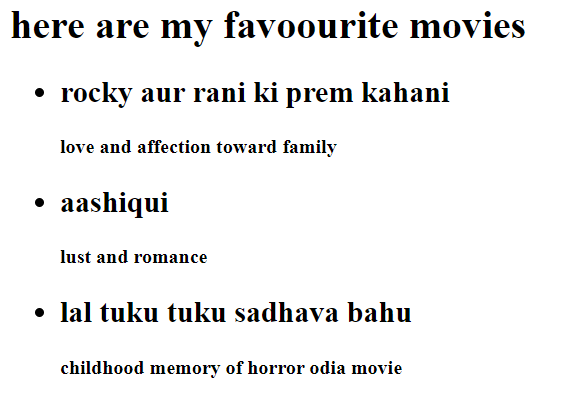 here are my favoourite movies
rocky aur rani ki prem kahani
love and affection toward family
aashiqui
lust and romance
lal tuku tuku sadhava bahu
childhood memory of horror odia movie